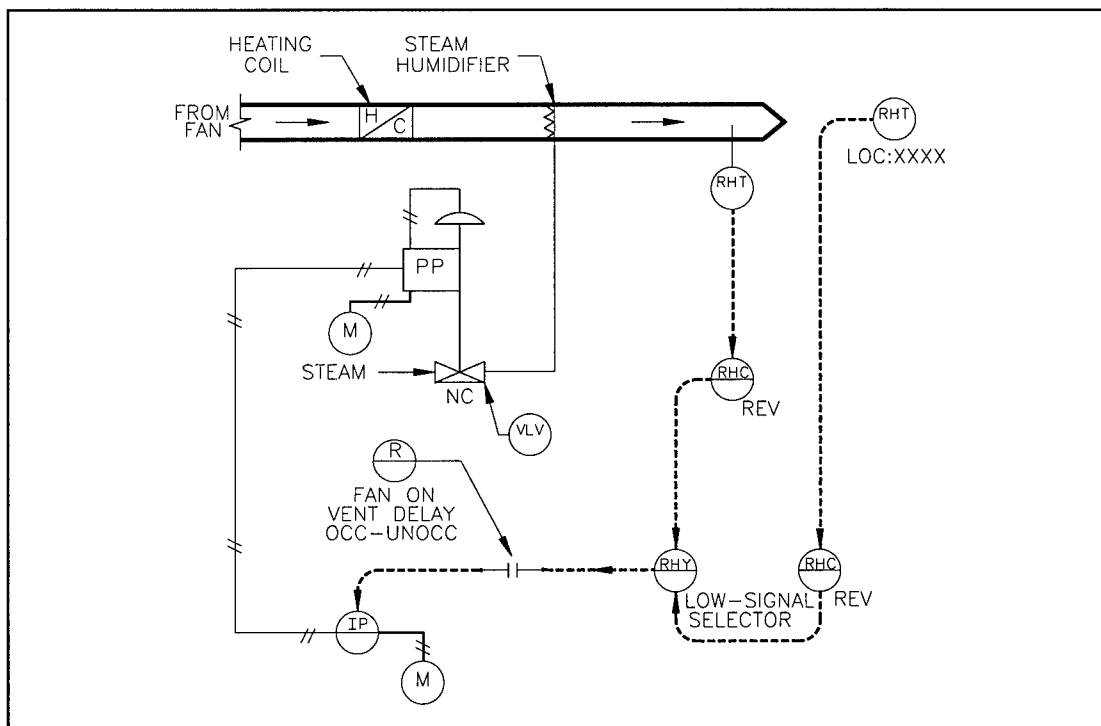 HEATING
COIL
STEAM
HUMIDIFIER
FROM
FAN
H
C
RHT
LOC:XXXX
RHT
PP
M
STEAM
NC
VLV
RHC
REV
R
FAN ON
VENT DELAY
OCC-UNOCC
RHY
LOW-SIGNAL
SELECTOR
RHC
REV
IP
M